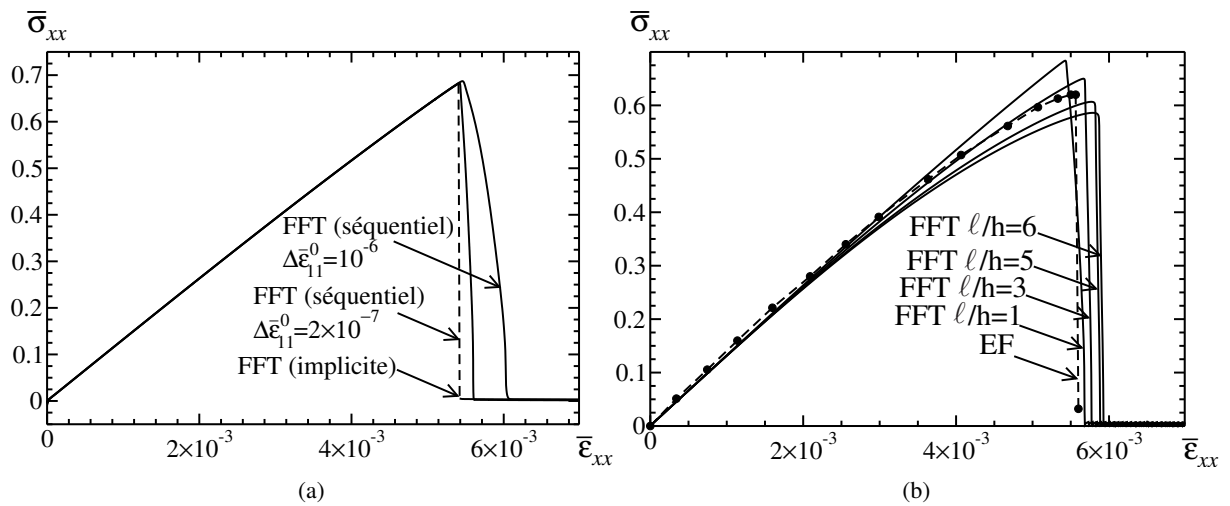 σ̅xx
0.7
0.6
0.5
0.4
0.3
0.2
0.1
0
FFT (séquentiel)
Δε̅⁰₁₁=10⁻⁶
FFT (séquentiel)
Δε̅⁰₁₁=2×10⁻⁷
FFT (implicite)
0 2×10⁻³ 4×10⁻³ 6×10⁻³ ε̅xx
(a)
σ̅xx
0.6
0.5
0.4
0.3
0.2
0.1
0
FFT ℓ/h=6
FFT ℓ/h=5
FFT ℓ/h=3
FFT ℓ/h=1
EF
0 2×10⁻³ 4×10⁻³ 6×10⁻³ ε̅xx
(b)